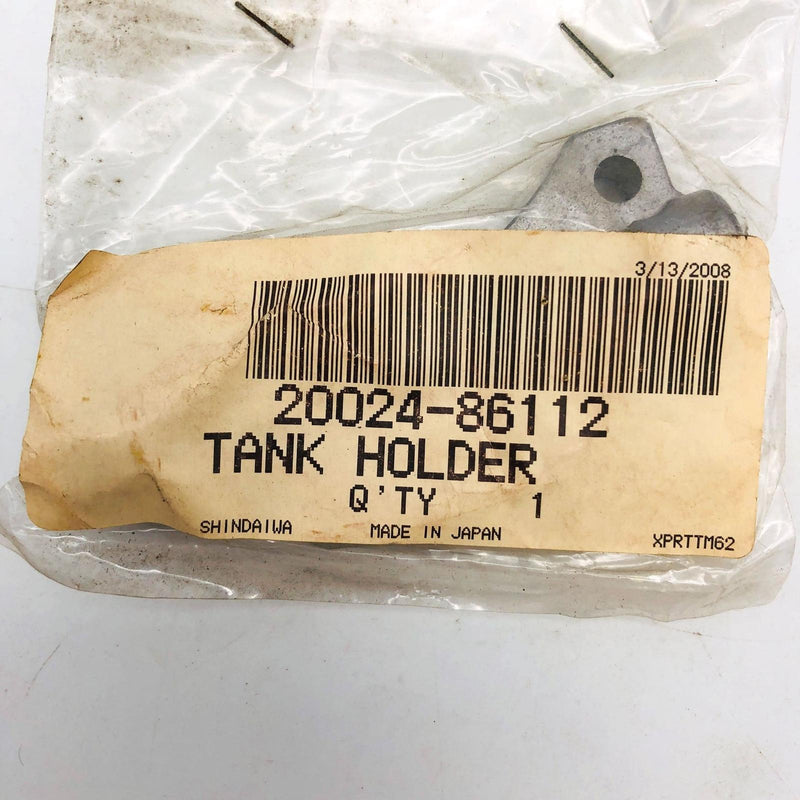 3/13/2008
20024-86112
TANK HOLDER
Q'TY 1
SHINDAIWA MADE IN JAPAN XPRTTM62